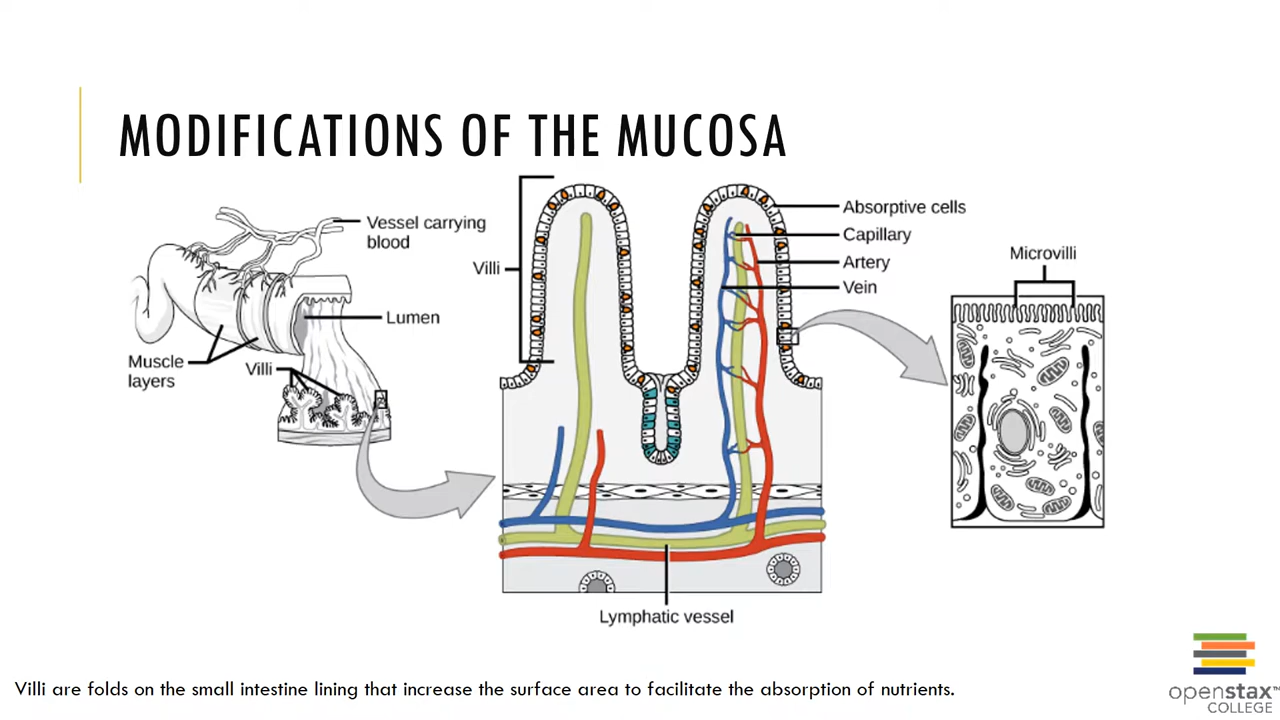 MODIFICATIONS OF THE MUCOSA
Vessel carrying
blood
Lumen
Muscle
layers
Villi
Villi
Absorptive cells
Capillary
Artery
Vein
Lymphatic vessel
Microvilli
Villi are folds on the small intestine lining that increase the surface area to facilitate the absorption of nutrients.
openstax™
COLLEGE